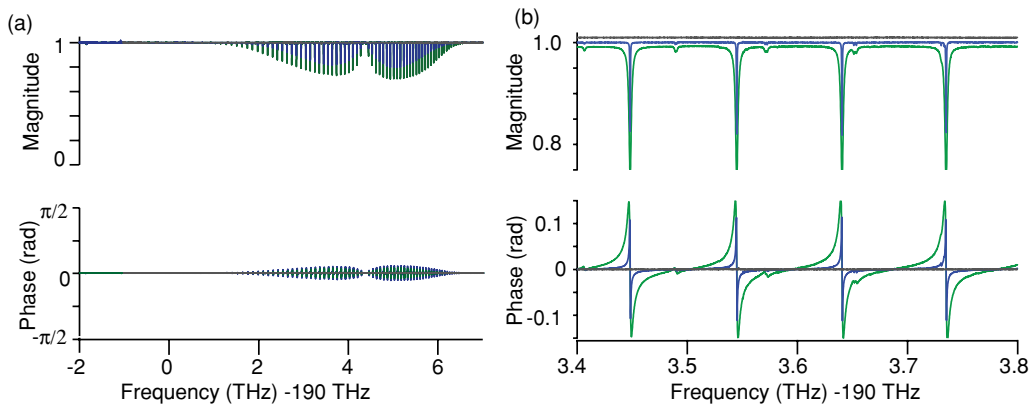 (a)
1
Magnitude
0
π/2
Phase (rad)
0
-π/2
-2 0 2 4 6
Frequency (THz) -190 THz
(b)
1.0
Magnitude
0.8
0.1
Phase (rad)
0
-0.1
3.4 3.5 3.6 3.7 3.8
Frequency (THz) -190 THz